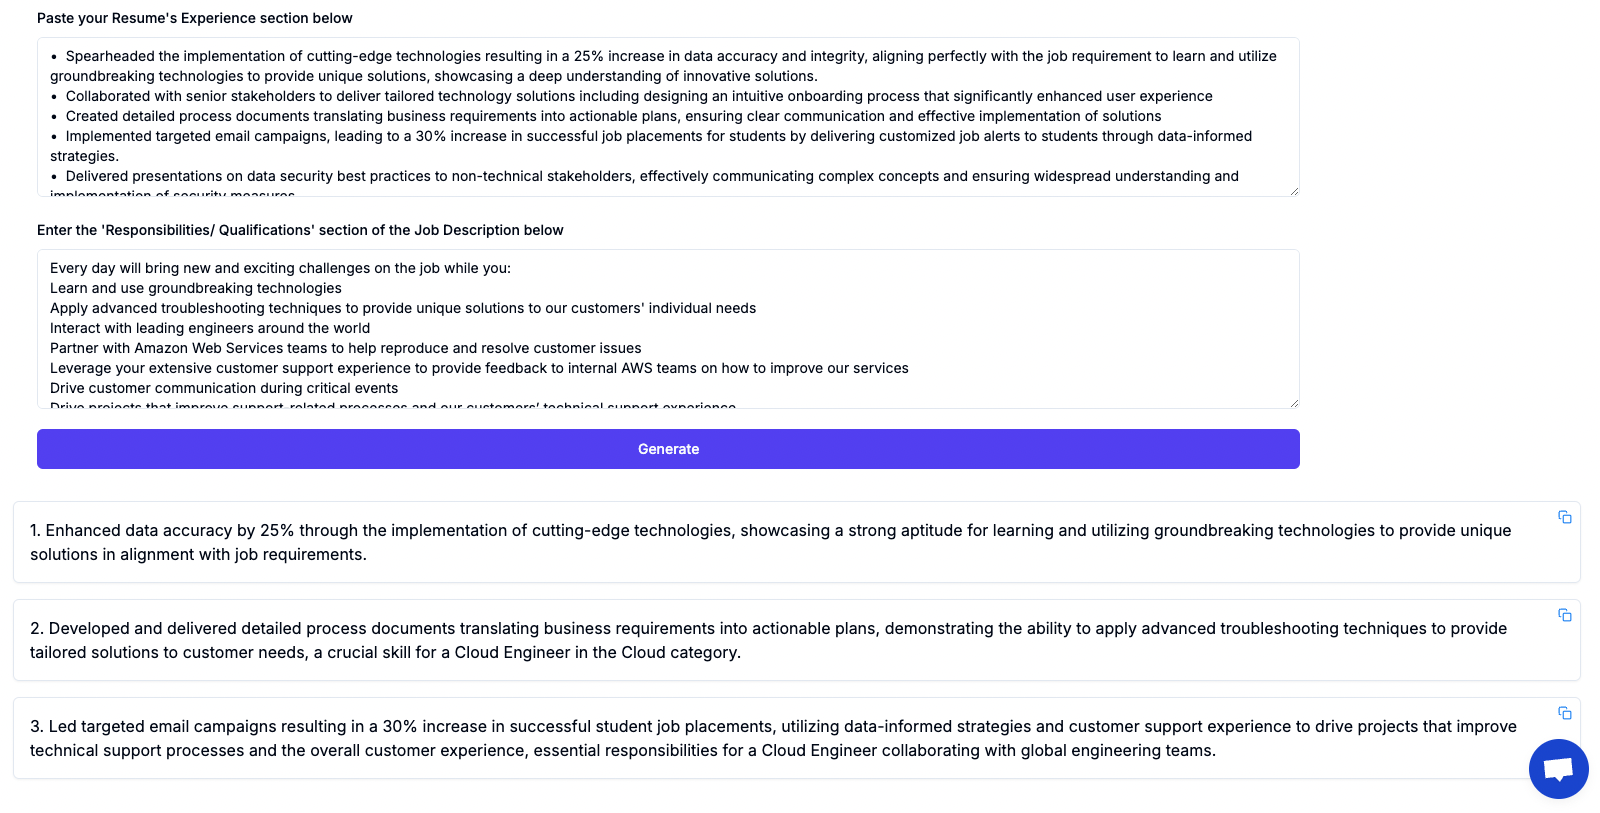 Paste your Resume's Experience section below
• Spearheaded the implementation of cutting-edge technologies resulting in a 25% increase in data accuracy and integrity, aligning perfectly with the job requirement to learn and utilize
groundbreaking technologies to provide unique solutions, showcasing a deep understanding of innovative solutions.
• Collaborated with senior stakeholders to deliver tailored technology solutions including designing an intuitive onboarding process that significantly enhanced user experience
• Created detailed process documents translating business requirements into actionable plans, ensuring clear communication and effective implementation of solutions
• Implemented targeted email campaigns, leading to a 30% increase in successful job placements for students by delivering customized job alerts to students through data-informed
strategies.
• Delivered presentations on data security best practices to non-technical stakeholders, effectively communicating complex concepts and ensuring widespread understanding and
implementation of security measures
Enter the 'Responsibilities/ Qualifications' section of the Job Description below
Every day will bring new and exciting challenges on the job while you:
Learn and use groundbreaking technologies
Apply advanced troubleshooting techniques to provide unique solutions to our customers' individual needs
Interact with leading engineers around the world
Partner with Amazon Web Services teams to help reproduce and resolve customer issues
Leverage your extensive customer support experience to provide feedback to internal AWS teams on how to improve our services
Drive customer communication during critical events
Drive projects that improve support-related processes and our customers’ technical support experience
Generate
1. Enhanced data accuracy by 25% through the implementation of cutting-edge technologies, showcasing a strong aptitude for learning and utilizing groundbreaking technologies to provide unique
solutions in alignment with job requirements.
2. Developed and delivered detailed process documents translating business requirements into actionable plans, demonstrating the ability to apply advanced troubleshooting techniques to provide
tailored solutions to customer needs, a crucial skill for a Cloud Engineer in the Cloud category.
3. Led targeted email campaigns resulting in a 30% increase in successful student job placements, utilizing data-informed strategies and customer support experience to drive projects that improve
technical support processes and the overall customer experience, essential responsibilities for a Cloud Engineer collaborating with global engineering teams.